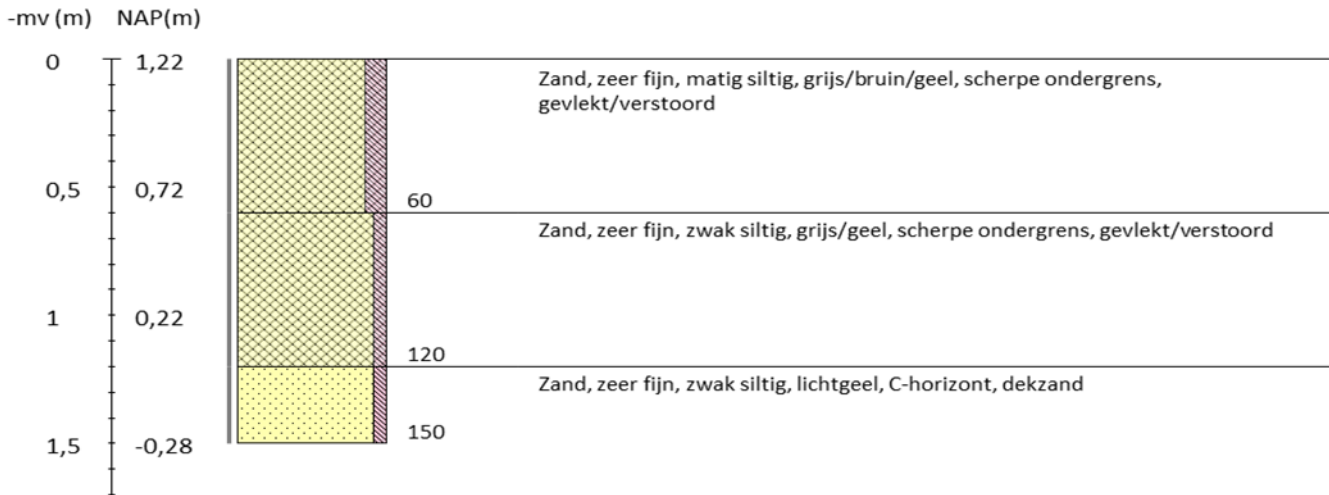 -mv (m) NAP(m)
0 1,22
Zand, zeer fijn, matig siltig, grijs/bruin/geel, scherpe ondergrens,
gevlekt/verstoord
0,5 0,72
60
Zand, zeer fijn, zwak siltig, grijs/geel, scherpe ondergrens, gevlekt/verstoord
1 0,22
120
Zand, zeer fijn, zwak siltig, lichtgeel, C-horizont, dekzand
150
1,5 -0,28